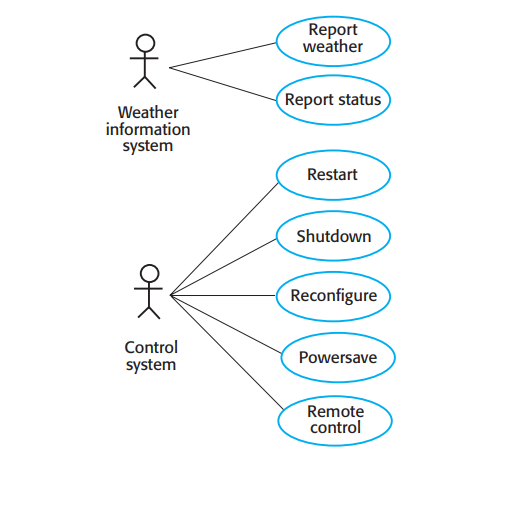 Report
weather
Report status
Weather
information
system
Restart
Shutdown
Reconfigure
Control
system
Powersave
Remote
control